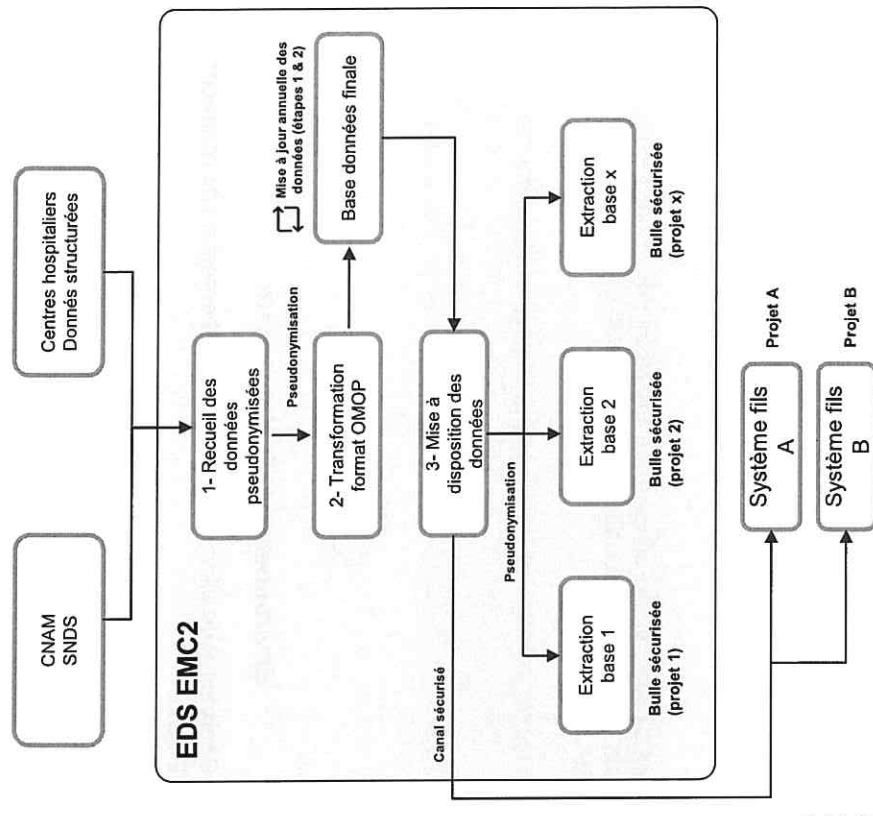 CNAM
SNDS
Centres hospitaliers
Donnés structurées
EDS EMC2
1- Recueil des
données
pseudonymisées
Pseudonymisation
2- Transformation
format OMOP
Mise à jour annuelle des
données (étapes 1 & 2)
Base données finale
3- Mise à
disposition des
données
Canal sécurisé
Pseudonymisation
Extraction
base 1
Bulle sécurisée
(projet 1)
Extraction
base 2
Bulle sécurisée
(projet 2)
Extraction
base x
Bulle sécurisée
(projet x)
Système fils
A
Projet A
Système fils
B
Projet B